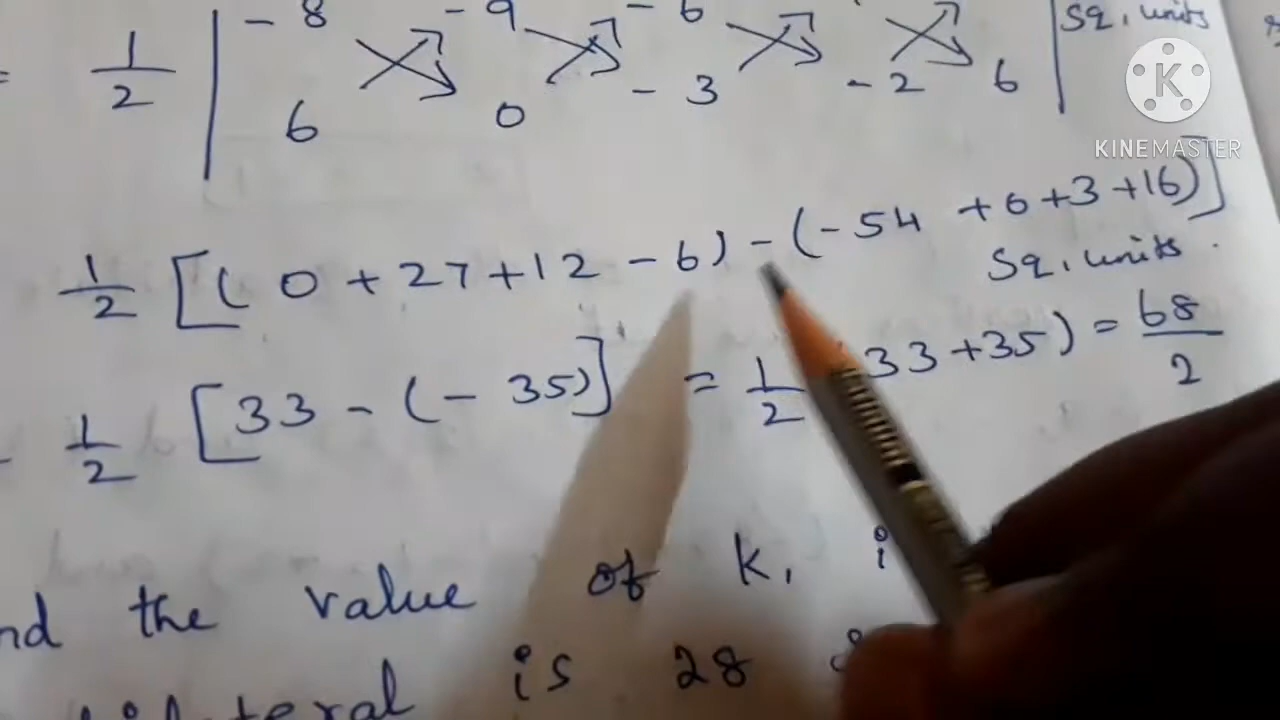 = 1/2 | -8 -9 -6 | Sq. units
6 0 -3 -2 6
KINEMASTER
1/2 [(0 + 27 + 12 - 6) - (-54 + 0 + 3 + 16)]
Sq. units.
1/2 [33 - (-35)] = 1/2 33 + 35) = 68/2
nd the value of k, i
is 28